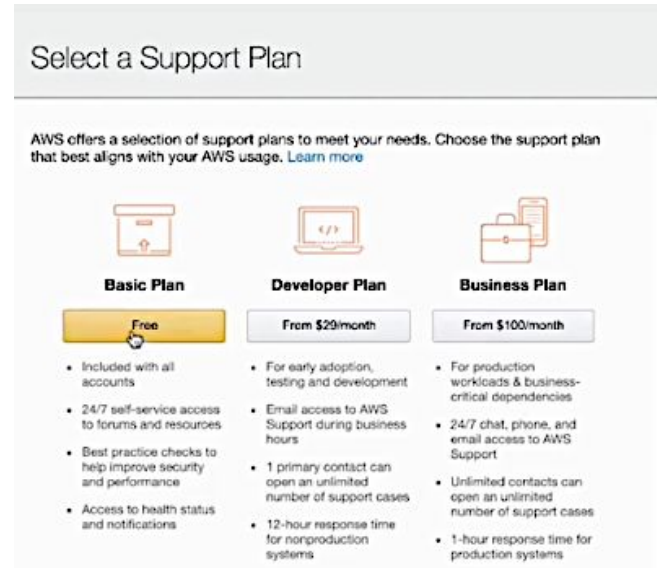 Select a Support Plan
AWS offers a selection of support plans to meet your needs. Choose the support plan
that best aligns with your AWS usage. Learn more
Basic Plan
Free
• Included with all
accounts
• 24/7 self-service access
to forums and resources
• Best practice checks to
help improve security
and performance
• Access to health status
and notifications
Developer Plan
From $29/month
• For early adoption,
testing and development
• Email access to AWS
Support during business
hours
• 1 primary contact can
open an unlimited
number of support cases
• 12-hour response time
for nonproduction
systems
Business Plan
From $100/month
• For production
workloads & business-
critical dependencies
• 24/7 chat, phone, and
email access to AWS
Support
• Unlimited contacts can
open an unlimited
number of support cases
• 1-hour response time for
production systems